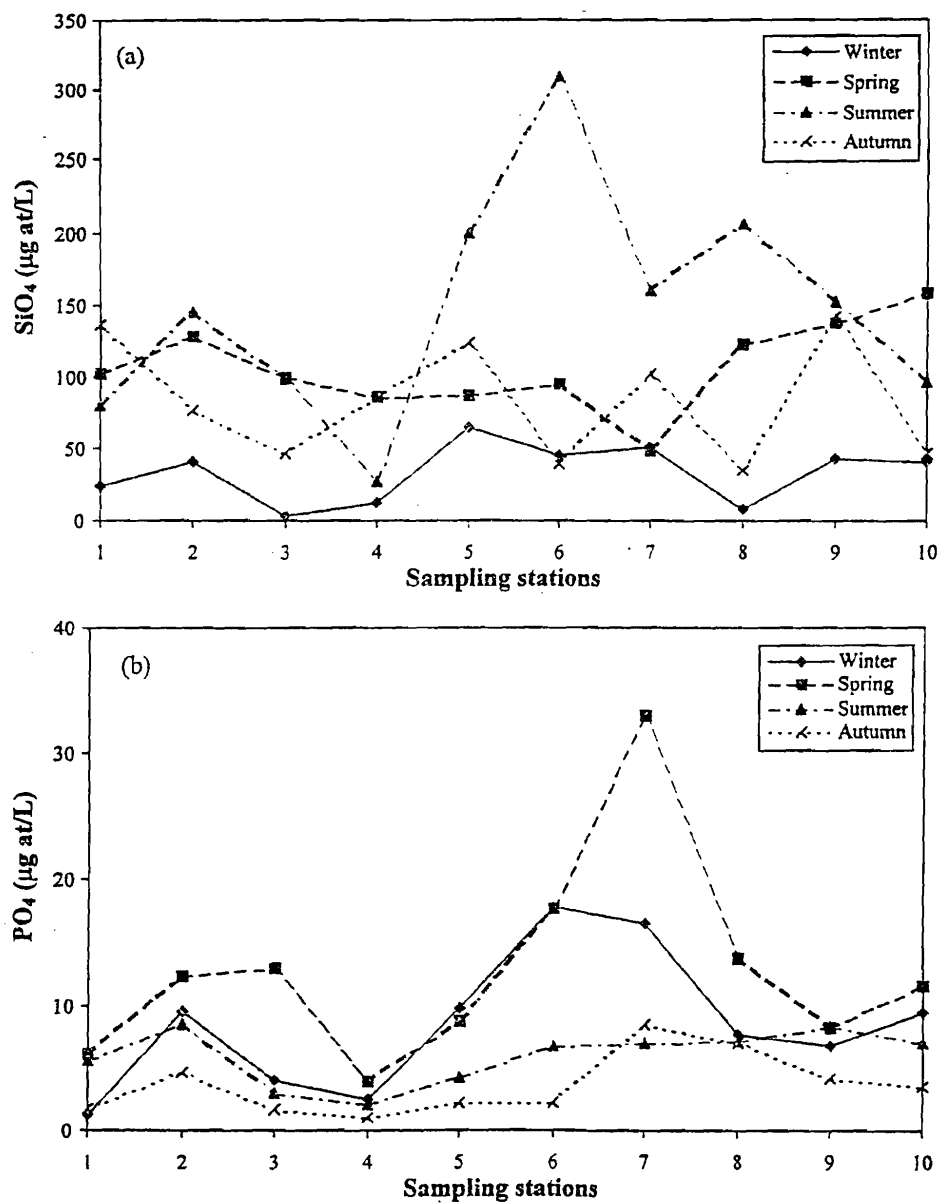 (a)
350
300
250
200
150
100
50
0
SiO₄ (µg at/L)
Winter
Spring
Summer
Autumn
1 2 3 4 5 6 7 8 9 10
Sampling stations
(b)
40
30
20
10
0
PO₄ (µg at/L)
Winter
Spring
Summer
Autumn
1 2 3 4 5 6 7 8 9 10
Sampling stations